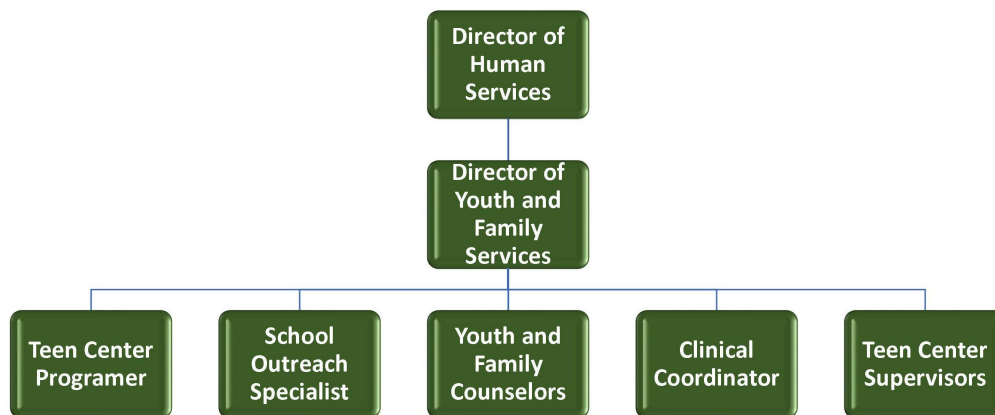 Director of
Human
Services
Director of
Youth and
Family
Services
Teen Center
Programer
School
Outreach
Specialist
Youth and
Family
Counselors
Clinical
Coordinator
Teen Center
Supervisors